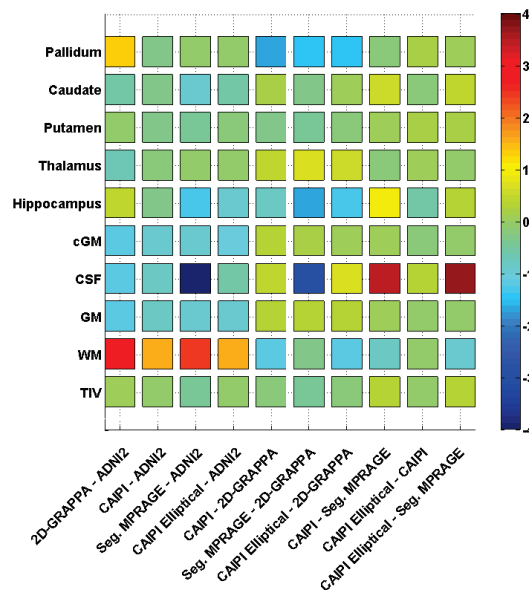 Pallidum
Caudate
Putamen
Thalamus
Hippocampus
cGM
CSF
GM
WM
TIV
2D-GRAPPA - ADNI2
CAIPI - ADNI2
Seg. MPRAGE - ADNI2
CAIPI Elliptical - ADNI2
CAIPI - 2D-GRAPPA
Seg. MPRAGE - 2D-GRAPPA
CAIPI Elliptical - 2D-GRAPPA
CAIPI - Seg. MPRAGE
CAIPI Elliptical - CAIPI
CAIPI Elliptical - Seg. MPRAGE
4
3
2
1
0